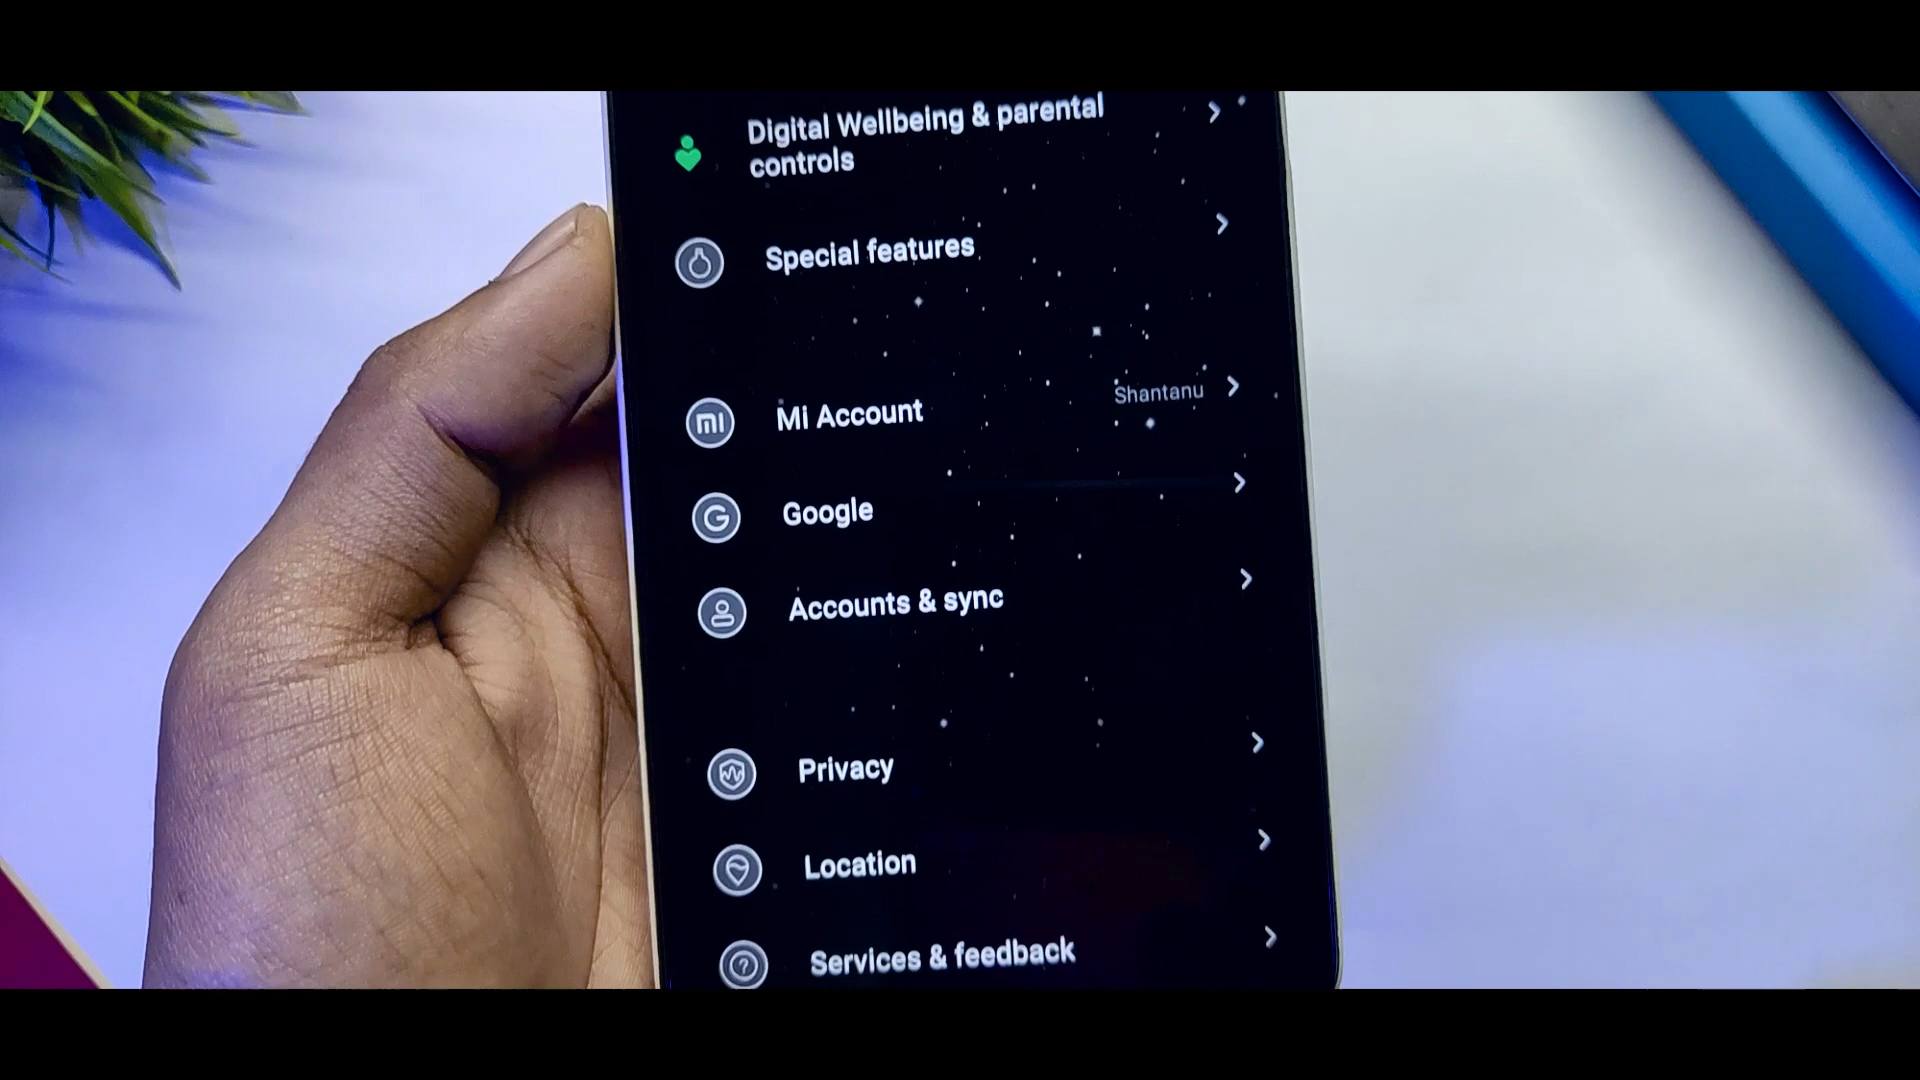 Digital Wellbeing & parental
controls
Special features
Mi Account
Shantanu
Google
Accounts & sync
Privacy
Location
Services & feedback